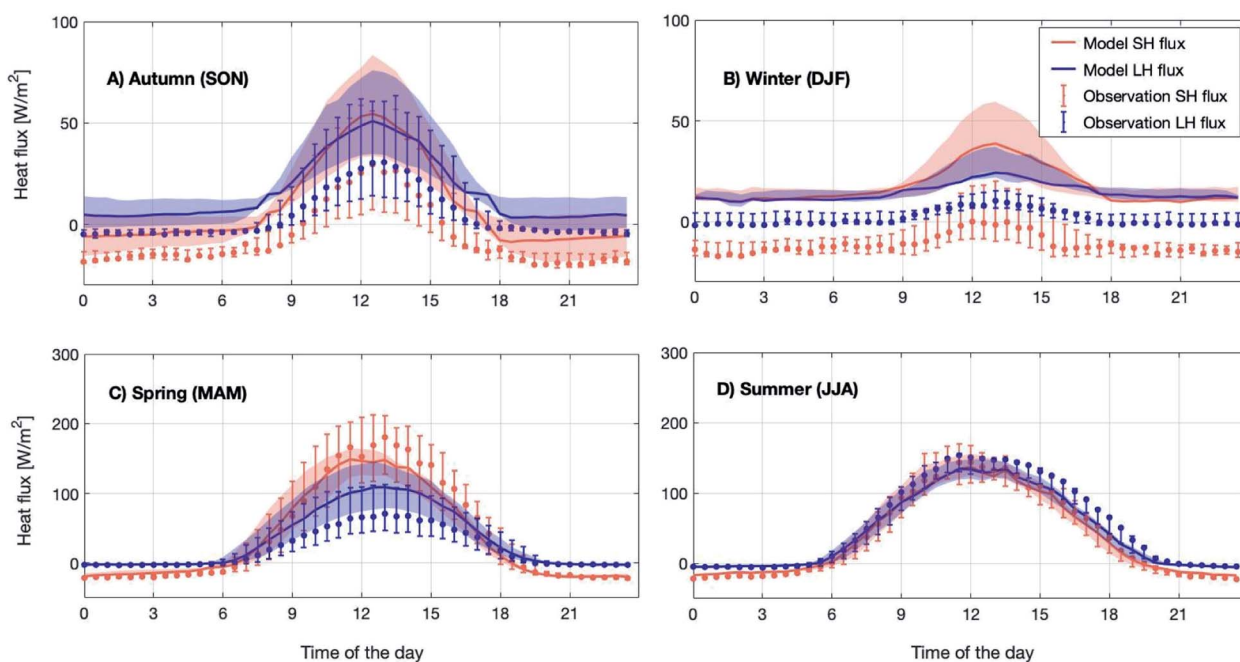 A) Autumn (SON)
Heat flux [W/m²]
100
50
0
0 3 6 9 12 15 18 21
B) Winter (DJF)
100
50
0
0 3 6 9 12 15 18 21
Model SH flux
Model LH flux
Observation SH flux
Observation LH flux
C) Spring (MAM)
Heat flux [W/m²]
300
200
100
0
0 3 6 9 12 15 18 21
Time of the day
D) Summer (JJA)
300
200
100
0
0 3 6 9 12 15 18 21
Time of the day